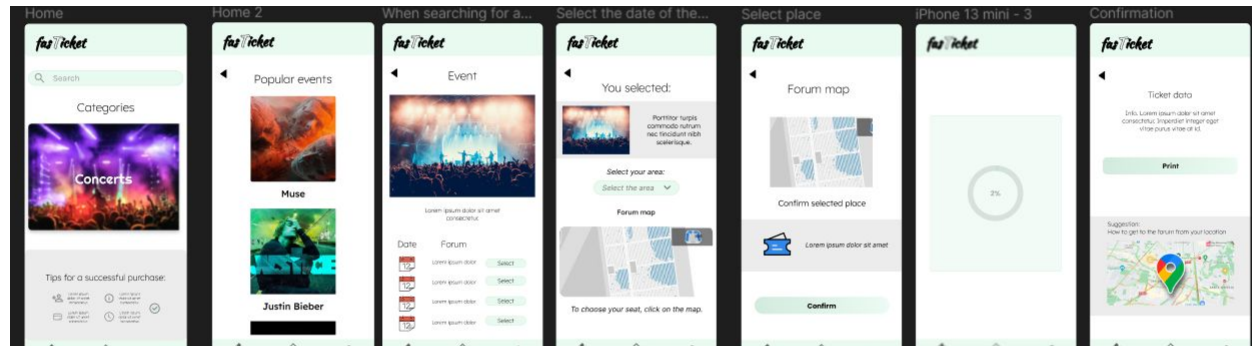 Home
fasTicket
Search
Categories
Concerts
Tips for a successful purchase:
Home 2
fasTicket
Popular events
Muse
Justin Bieber
When searching for a...
fasTicket
Event
Lorem ipsum dolor sit amet
consectetur.
Date Forum
12 Lorem ipsum dolor Select
12 Lorem ipsum dolor Select
12 Lorem ipsum dolor Select
12 Lorem ipsum dolor Select
Select the date of the...
fasTicket
You selected:
Porttitor turpis
commodo rutrum
nec tincidunt nibh
scelerisque.
Select your area:
Select the area
Forum map
To choose your seat, click on the map.
Select place
fasTicket
Forum map
Confirm selected place
Lorem ipsum dolor sit amet
Confirm
iPhone 13 mini - 3
fasTicket
2%
Confirmation
fasTicket
Ticket data
Info. Lorem ipsum dolor sit amet
consectetur. Imperdiet integer eget
vitae purus vitae at id.
Print
Suggestion:
How to get to the forum from your location